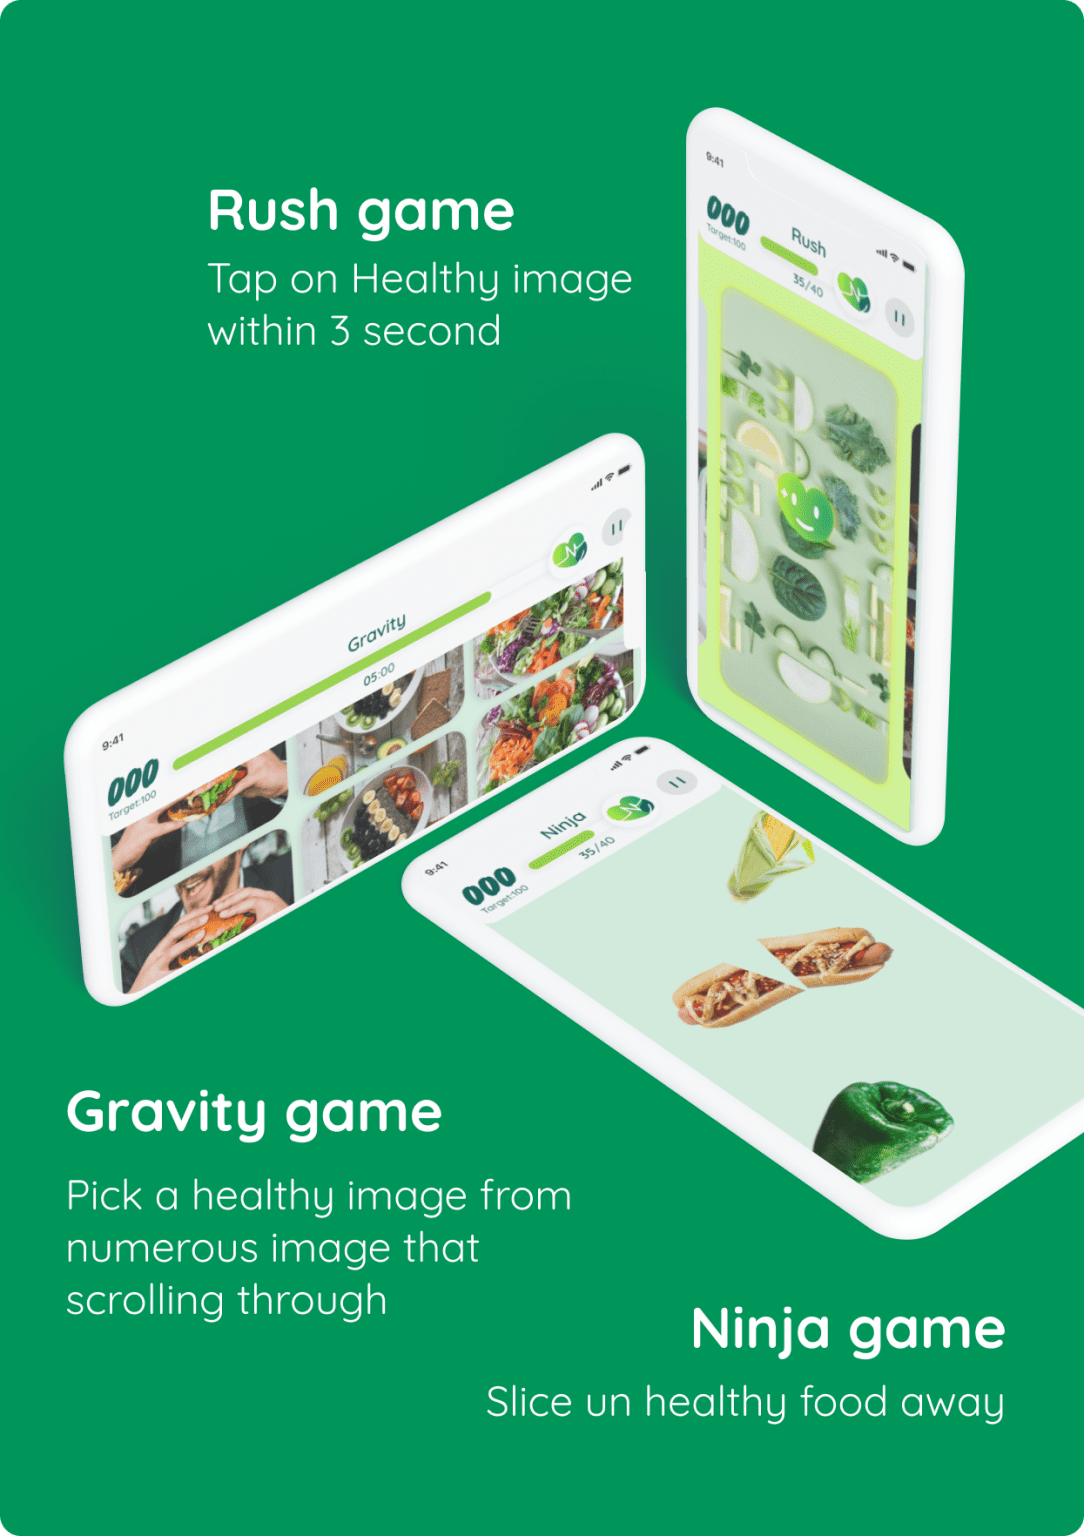 Rush game
Tap on Healthy image
within 3 second
9:41
000
Target:100
Rush
35/40
Gravity
05:00
9:41
000
Target:100
9:41
000
Target:100
Ninja
35/40
Gravity game
Pick a healthy image from
numerous image that
scrolling through
Ninja game
Slice un healthy food away